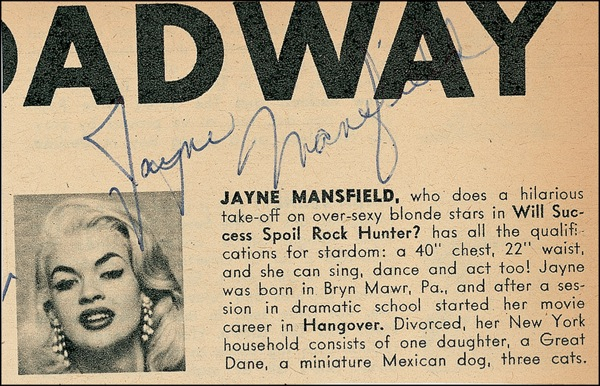 OADWAY
Jayne Mansfield
JAYNE MANSFIELD, who does a hilarious
take-off on over-sexy blonde stars in Will Suc-
cess Spoil Rock Hunter? has all the qualifi-
cations for stardom: a 40" chest, 22" waist,
and she can sing, dance and act too! Jayne
was born in Bryn Mawr, Pa., and after a ses-
sion in dramatic school started her movie
career in Hangover. Divorced, her New York
household consists of one daughter, a Great
Dane, a miniature Mexican dog, three cats.